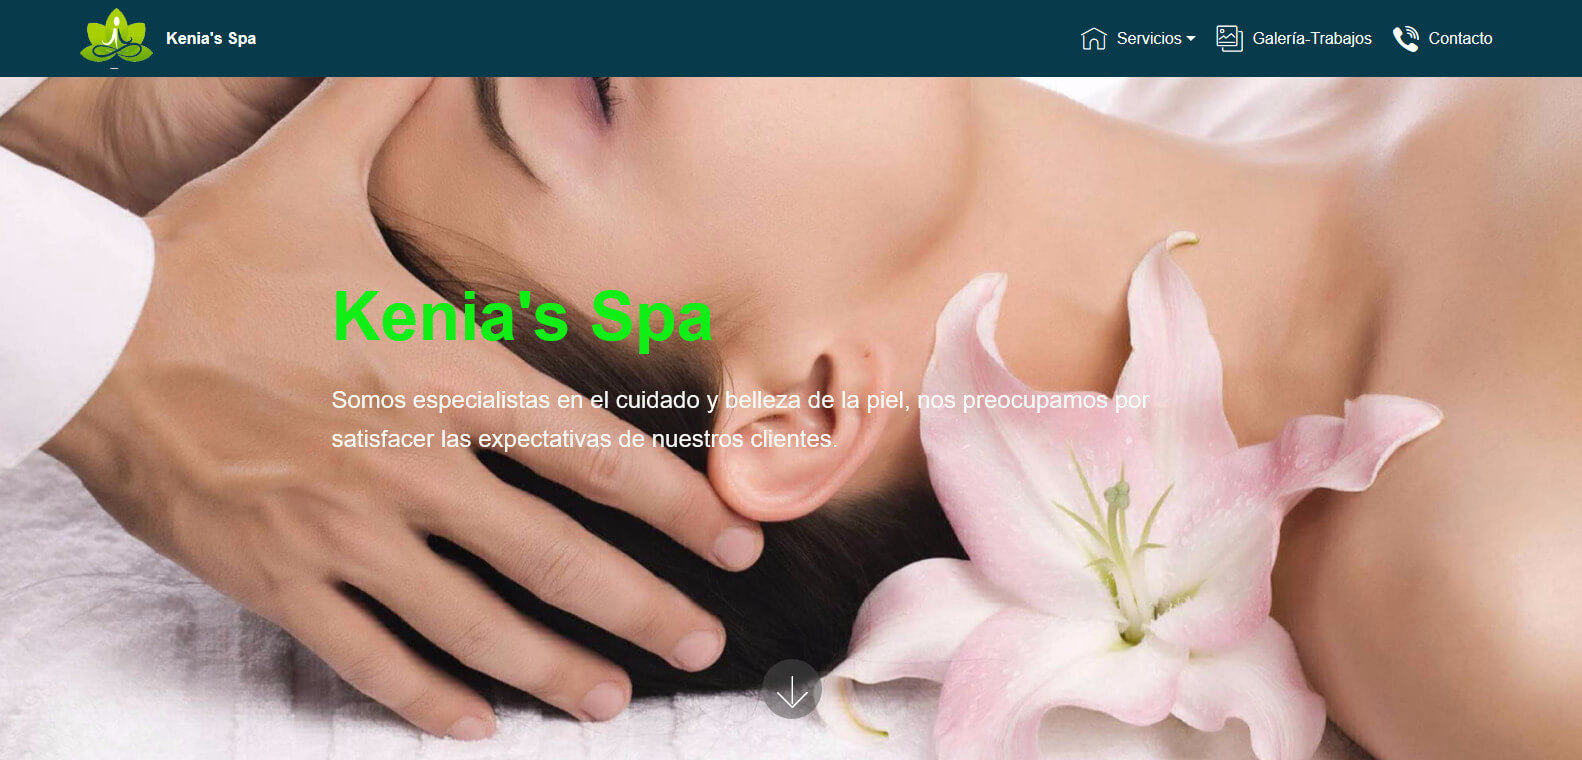 Kenia's Spa
Servicios
Galería-Trabajos
Contacto
Kenia's Spa
Somos especialistas en el cuidado y belleza de la piel, nos preocupamos por
satisfacer las expectativas de nuestros clientes.